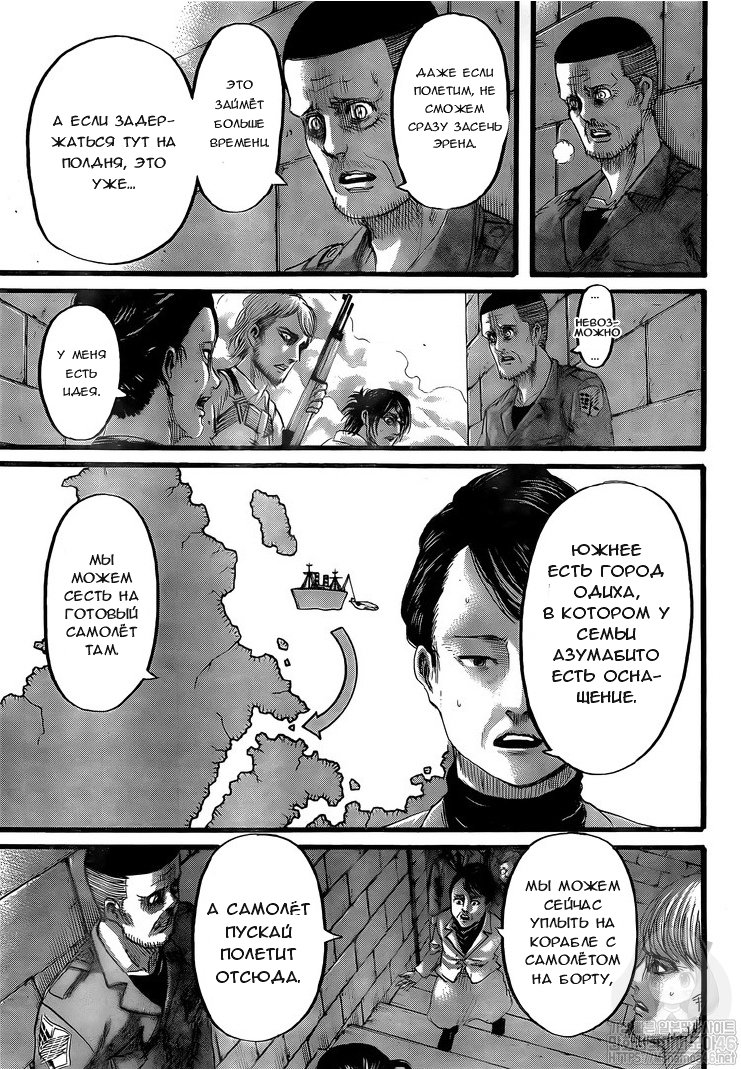 ДАЖЕ ЕСЛИ
ПОЛЕТИМ, НЕ
СМОЖЕМ
СРАЗУ ЗАСЕЧЬ
ЭРЕНА.
ЭТО
ЗАЙМЁТ
БОЛЬШЕ
ВРЕМЕНИ.
А ЕСЛИ ЗАДЕР-
ЖАТЬСЯ ТУТ НА
ПОЛДНЯ, ЭТО
УЖЕ...
...
НЕВОЗ-
МОЖНО
...
У МЕНЯ
ЕСТЬ
ИДЕЯ.
ЮЖНЕЕ
ЕСТЬ ГОРОД
ОДИХА,
В КОТОРОМ У
СЕМЬИ
АЗУМАБИТО
ЕСТЬ ОСНА-
ЩЕНИЕ.
МЫ
МОЖЕМ
СЕСТЬ НА
ГОТОВЫЙ
САМОЛЁТ
ТАМ.
МЫ МОЖЕМ
СЕЙЧАС
УПЛЫТЬ НА
КОРАБЛЕ С
САМОЛЁТОМ
НА БОРТУ,
А САМОЛЁТ
ПУСКАЙ
ПОЛЕТИТ
ОТСЮДА.